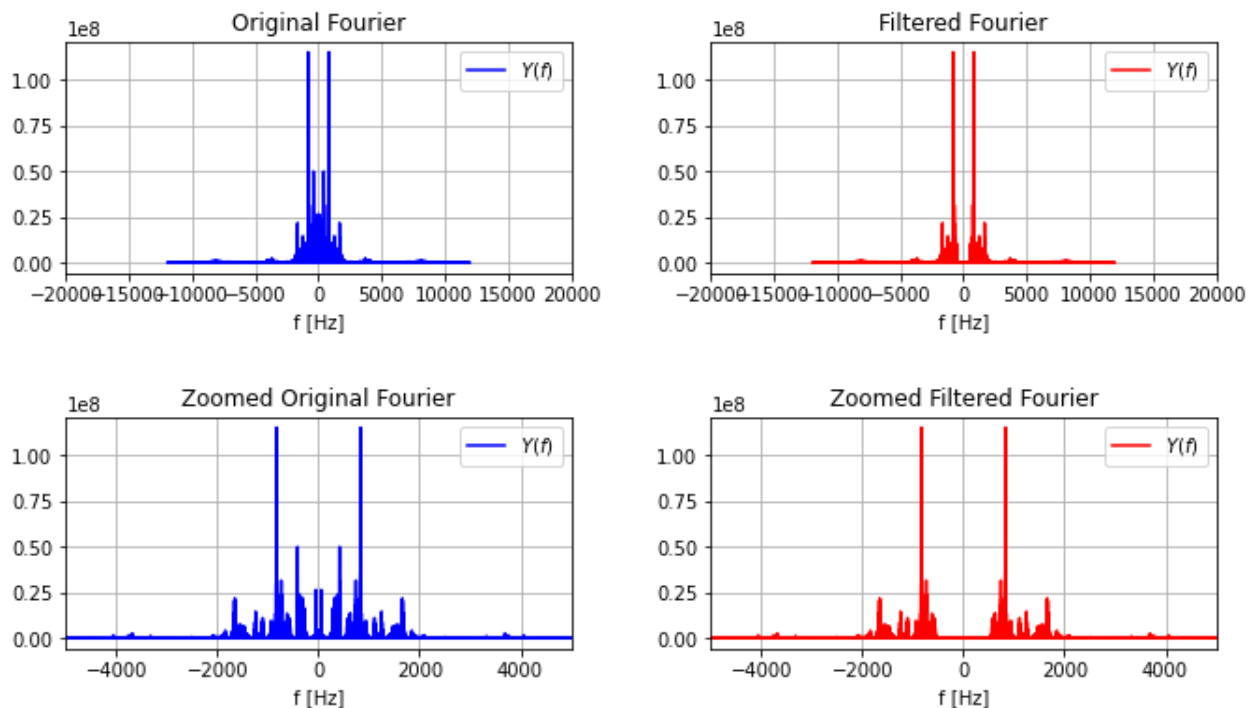 Original Fourier
1e8
Y(f)
1.00
0.75
0.50
0.25
0.00
−20000 −15000 −10000 −5000 0 5000 10000 15000 20000
f [Hz]
Filtered Fourier
1e8
Y(f)
1.00
0.75
0.50
0.25
0.00
−20000 −15000 −10000 −5000 0 5000 10000 15000 20000
f [Hz]
Zoomed Original Fourier
1e8
Y(f)
1.00
0.75
0.50
0.25
0.00
−4000 −2000 0 2000 4000
f [Hz]
Zoomed Filtered Fourier
1e8
Y(f)
1.00
0.75
0.50
0.25
0.00
−4000 −2000 0 2000 4000
f [Hz]